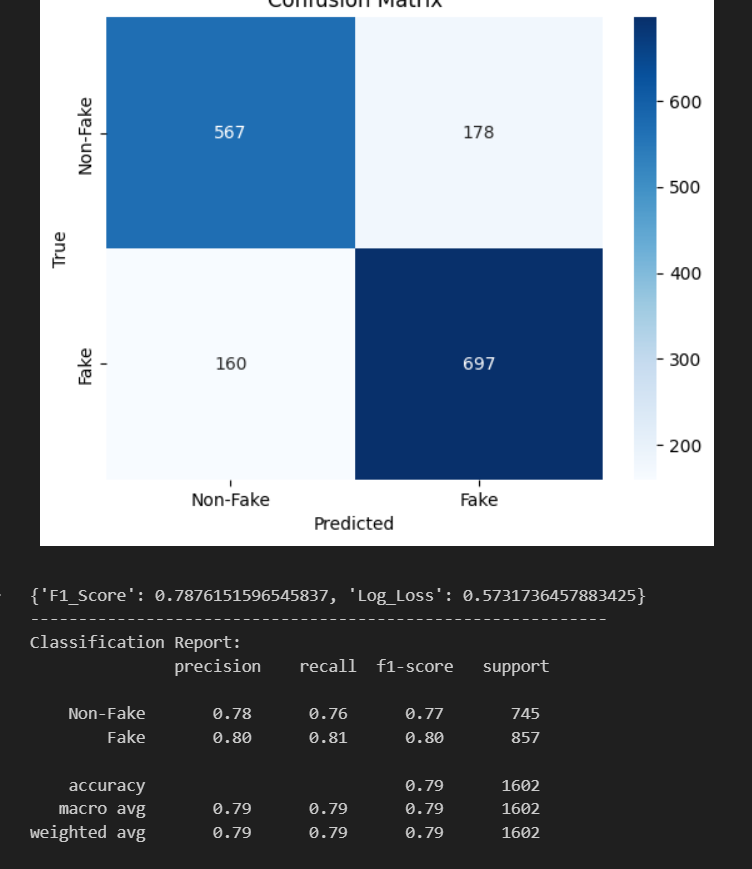 Confusion Matrix
Non-Fake
567
178
600
500
True
400
Fake
160
697
300
200
Non-Fake
Fake
Predicted
{'F1_Score': 0.7876151596545837, 'Log_Loss': 0.5731736457883425}
------------------------------------------------------------
Classification Report:
precision recall f1-score support
Non-Fake 0.78 0.76 0.77 745
Fake 0.80 0.81 0.80 857
accuracy 0.79 1602
macro avg 0.79 0.79 0.79 1602
weighted avg 0.79 0.79 0.79 1602